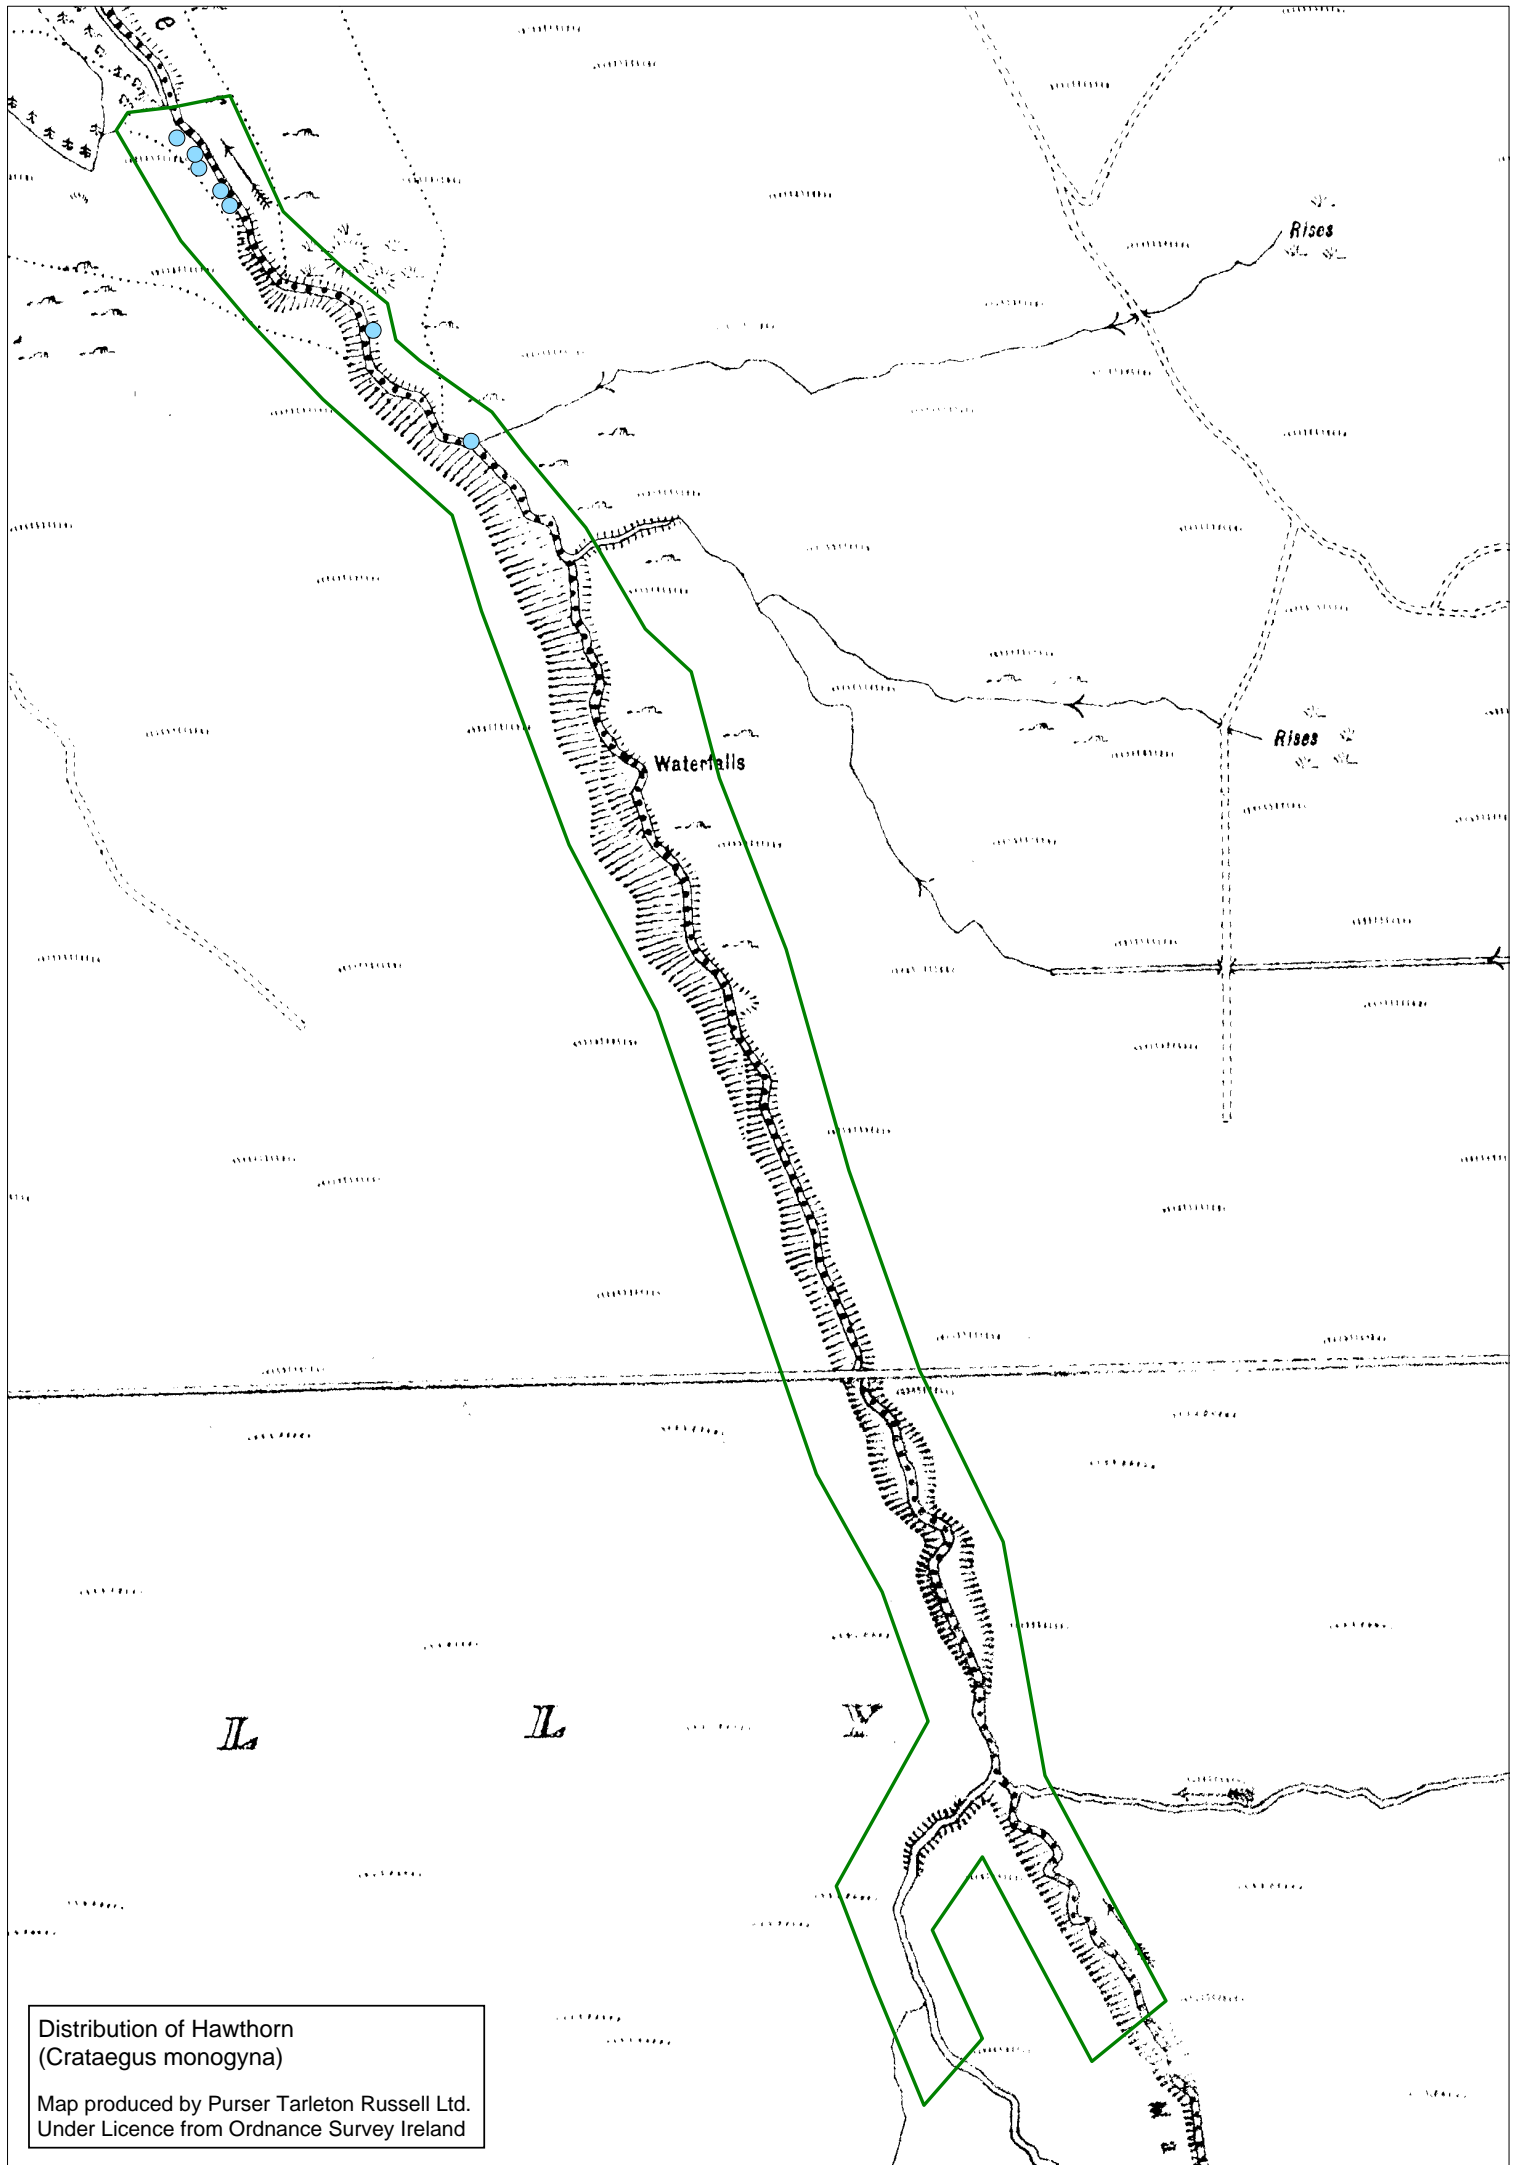 e
Rises
Rises
Waterfalls
L L Y
Distribution of Hawthorn
(Crataegus monogyna)
Map produced by Purser Tarleton Russell Ltd.
Under Licence from Ordnance Survey Ireland